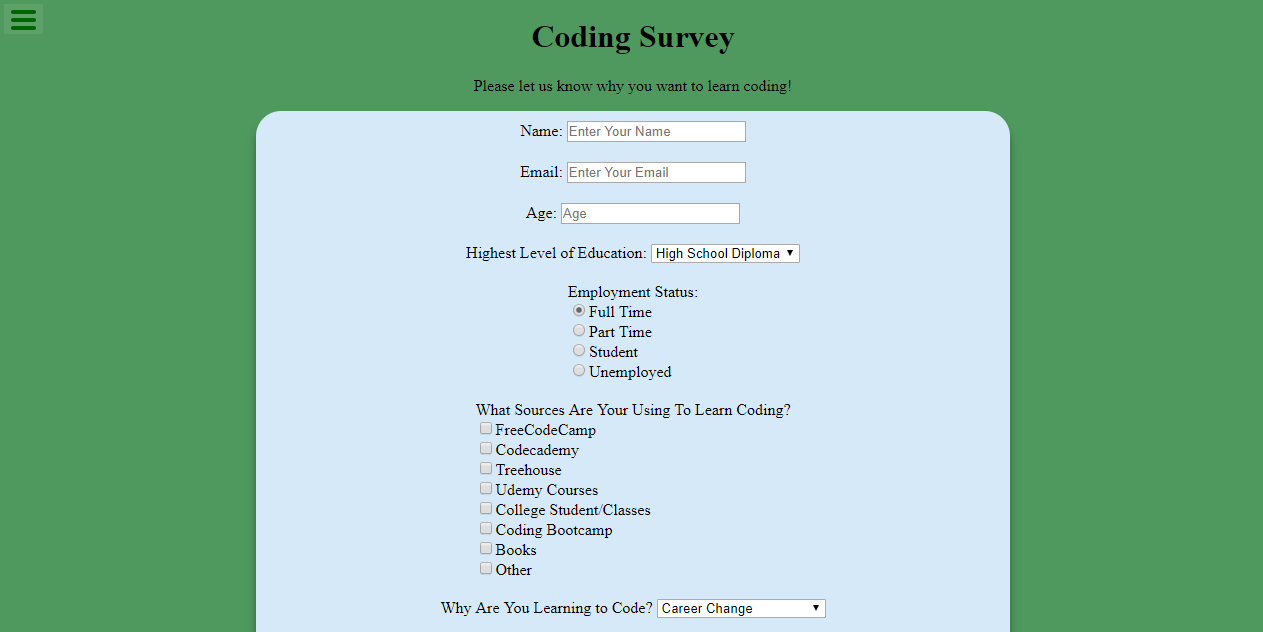 Coding Survey
Please let us know why you want to learn coding!
Name: Enter Your Name
Email: Enter Your Email
Age: Age
Highest Level of Education: High School Diploma
Employment Status:
Full Time
Part Time
Student
Unemployed
What Sources Are Your Using To Learn Coding?
FreeCodeCamp
Codecademy
Treehouse
Udemy Courses
College Student/Classes
Coding Bootcamp
Books
Other
Why Are You Learning to Code? Career Change